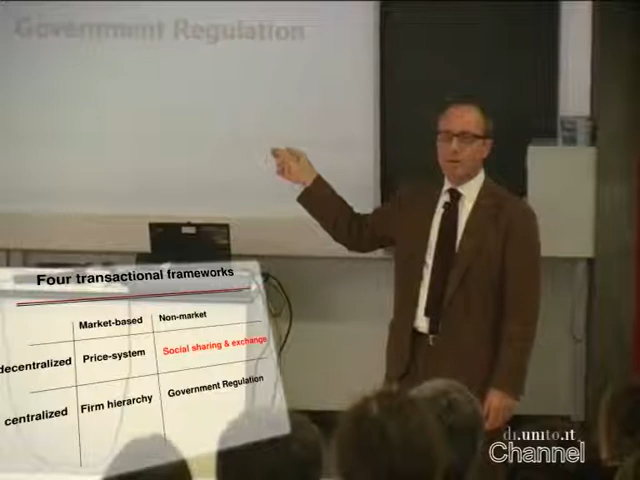 Government Regulation
Four transactional frameworks
Market-based Non-market
decentralized Price-system Social sharing & exchange
centralized Firm hierarchy Government Regulation
di.unito.it
Channel